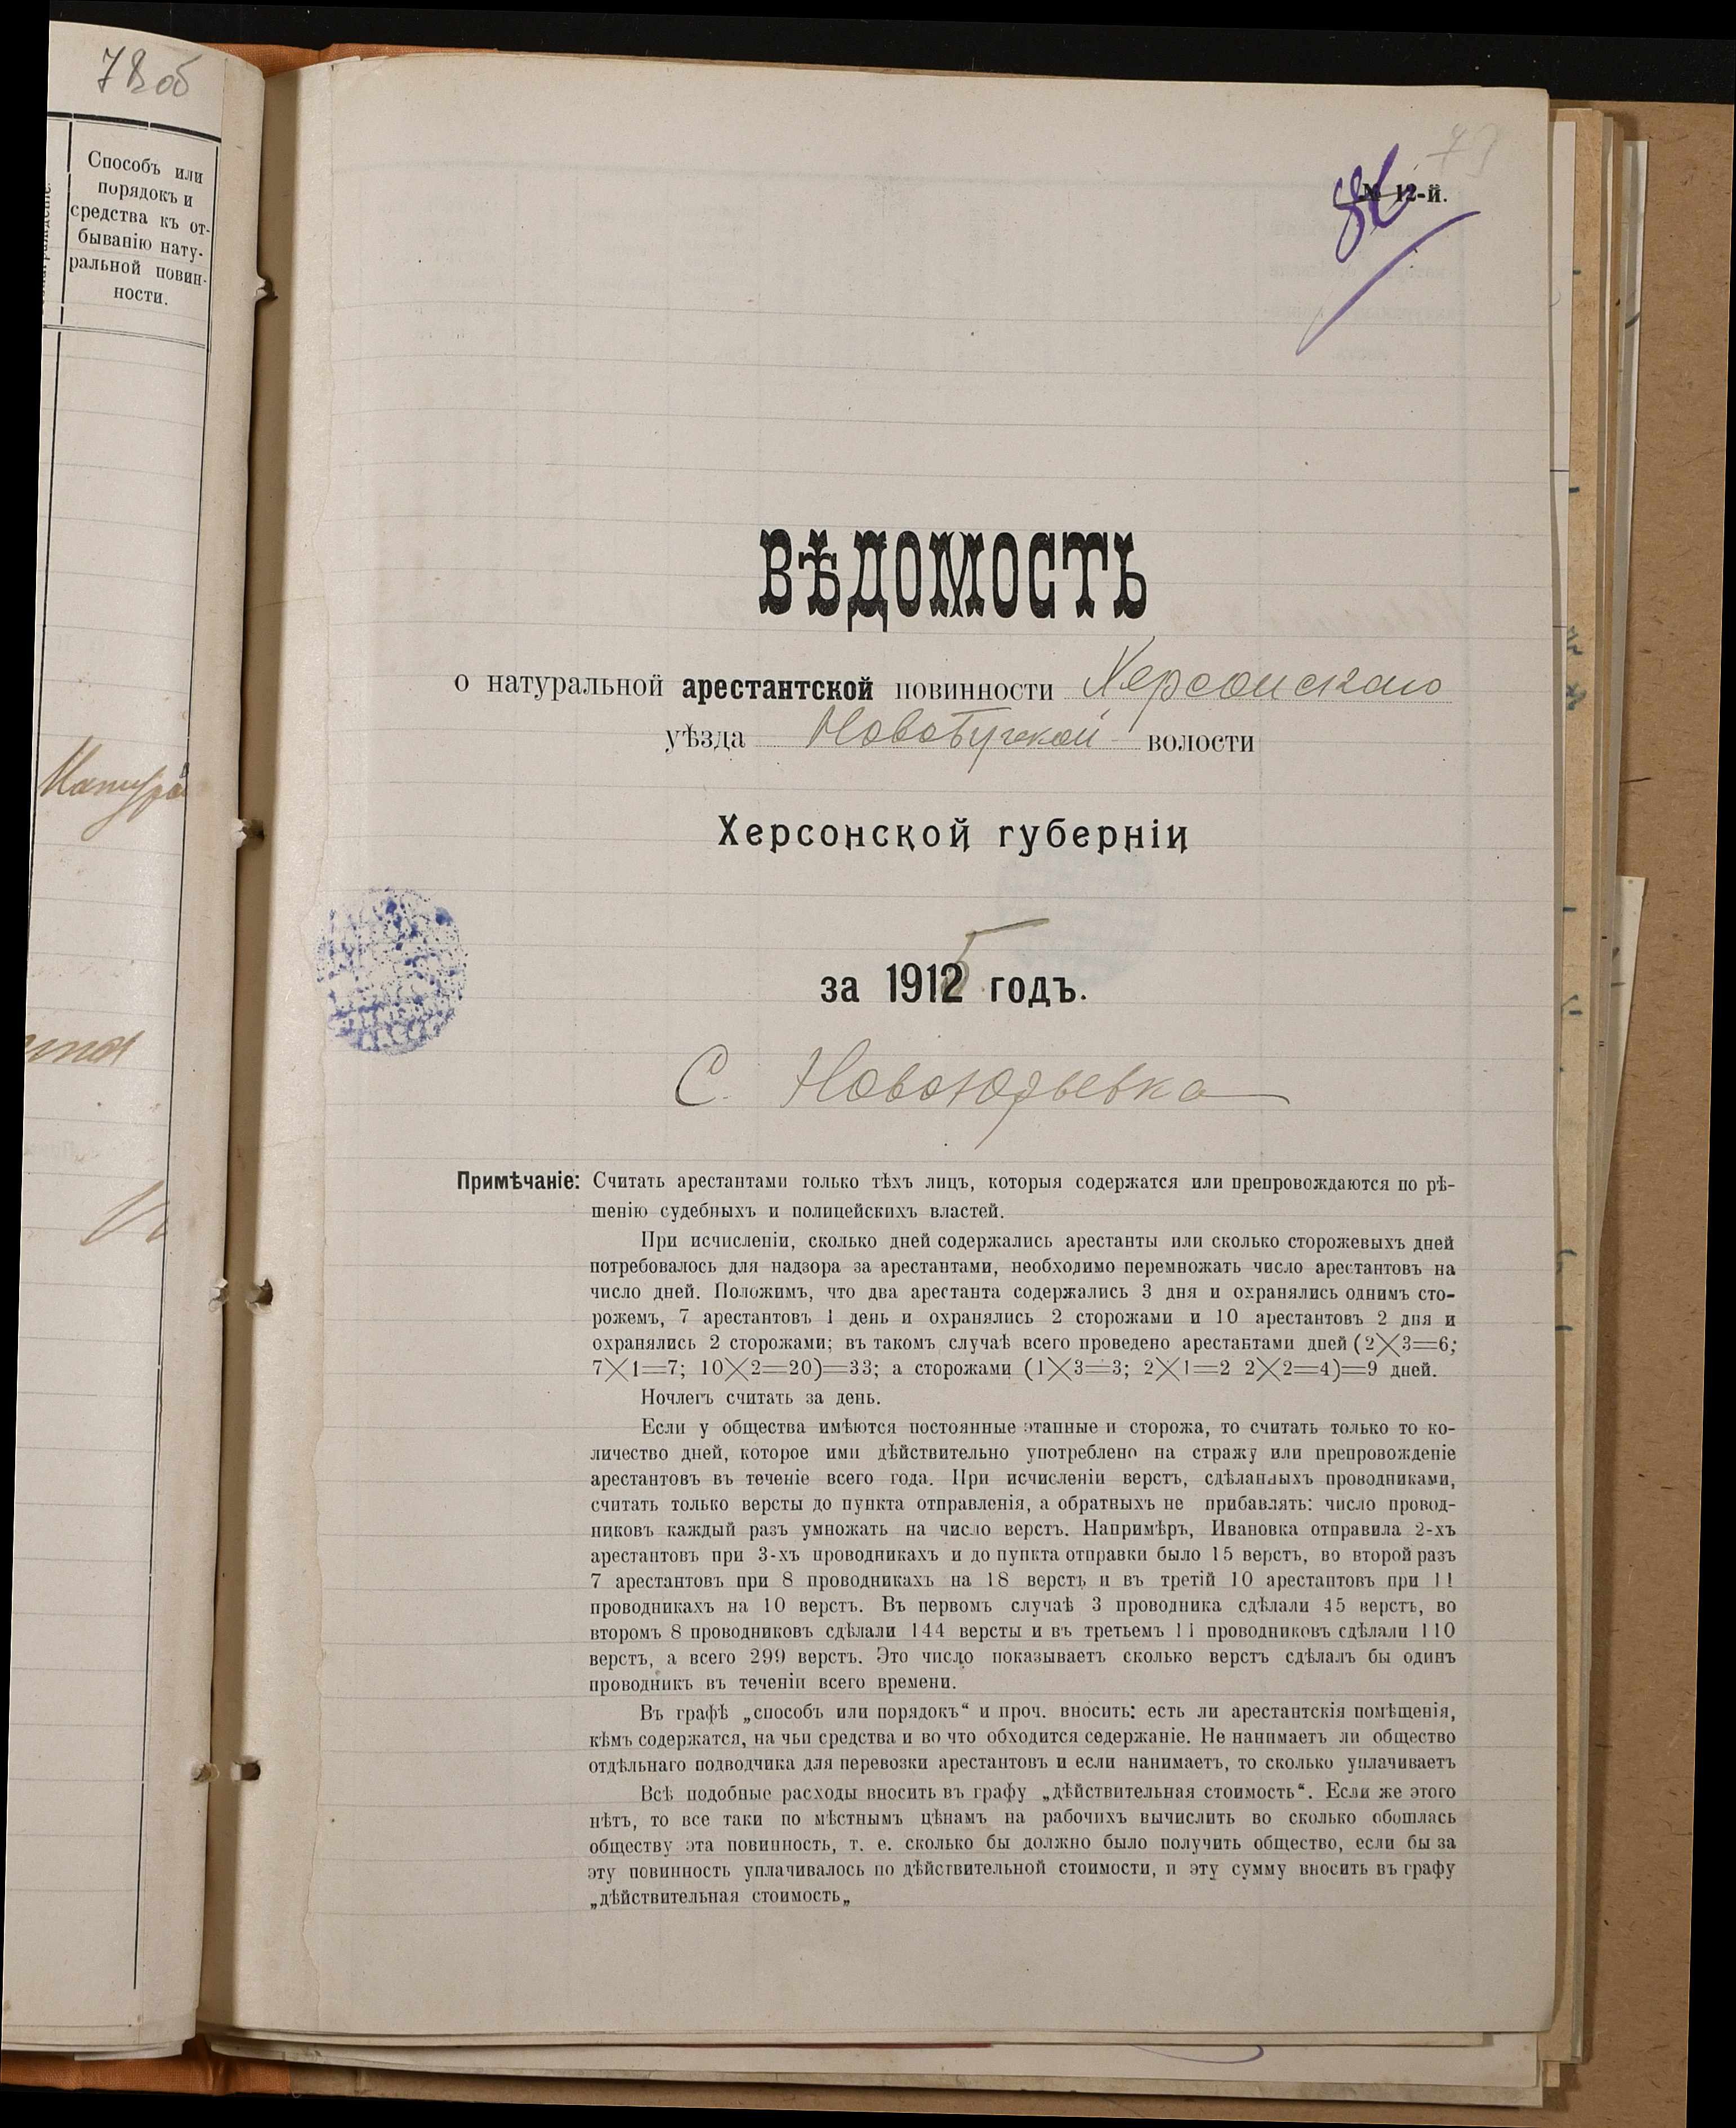 78 об
Способъ или
порядокъ и
средства къ от-
быванію нату-
ральной повин-
ности.
79
86
№ 12-й.
ВѢДОМОСТЬ
о натуральной арестантской повинности Херсонскаго
уѣзда Новобугской волости
Херсонской губерніи
за 1915 годъ.
С. Новоюрьевка
Примѣчаніе: Считать арестантами только тѣхъ лицъ, которыя содержатся или препровождаются по рѣ-
шенію судебныхъ и полицейскихъ властей.
При исчисленіи, сколько дней содержались арестанты или сколько сторожевыхъ дней
потребовалось для надзора за арестантами, необходимо перемножать число арестантовъ на
число дней. Положимъ, что два арестанта содержались 3 дня и охранялись однимъ сто-
рожемъ, 7 арестантовъ 1 день и охранялись 2 сторожами и 10 арестантовъ 2 дня и
охранялись 2 сторожами; въ такомъ случаѣ всего проведено арестантами дней (2×3=6;
7×1=7; 10×2=20)=33; а сторожами (1×3=3; 2×1=2 2×2=4)=9 дней.
Ночлегъ считать за день.
Если у общества имѣются постоянные этапные и сторожа, то считать только то ко-
личество дней, которое ими дѣйствительно употреблено на стражу или препровожденіе
арестантовъ въ теченіе всего года. При исчисленіи верстъ, сдѣланныхъ проводниками,
считать только версты до пункта отправленія, а обратныхъ не прибавлять: число провод-
никовъ каждый разъ умножать на число верстъ. Напримѣръ, Ивановка отправила 2-хъ
арестантовъ при 3-хъ проводникахъ и до пункта отправки было 15 верстъ, во второй разъ
7 арестантовъ при 8 проводникахъ на 18 верстъ и въ третій 10 арестантовъ при 11
проводникахъ на 10 верстъ. Въ первомъ случаѣ 3 проводника сдѣлали 45 верстъ, во
второмъ 8 проводниковъ сдѣлали 144 версты и въ третьемъ 11 проводниковъ сдѣлали 110
верстъ, а всего 299 верстъ. Это число показываетъ сколько верстъ сдѣлалъ бы одинъ
проводникъ въ теченіи всего времени.
Въ графѣ „способъ или порядокъ“ и проч. вносить: есть ли арестантскія помѣщенія,
кѣмъ содержатся, на чьи средства и во что обходится седержаніе. Не нанимаетъ ли общество
отдѣльнаго подводчика для перевозки арестантовъ и если нанимаетъ, то сколько уплачиваетъ
Всѣ подобные расходы вносить въ графу „дѣйствительная стоимость“. Если же этого
нѣтъ, то все таки по мѣстнымъ цѣнамъ на рабочихъ вычислить во сколько обошлась
обществу эта повинность, т. е. сколько бы должно было получить общество, если бы за
эту повинность уплачивалось по дѣйствительной стоимости, и эту сумму вносить въ графу
„дѣйствительная стоимость„